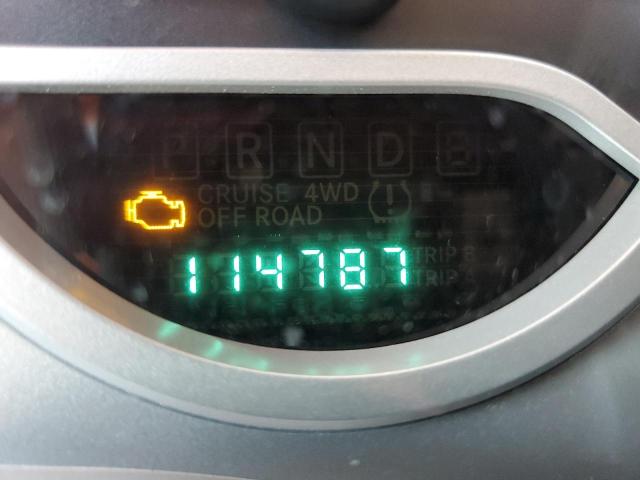 P R N D
CRUISE 4WD
OFF ROAD
114787 TRIP B
TRIP